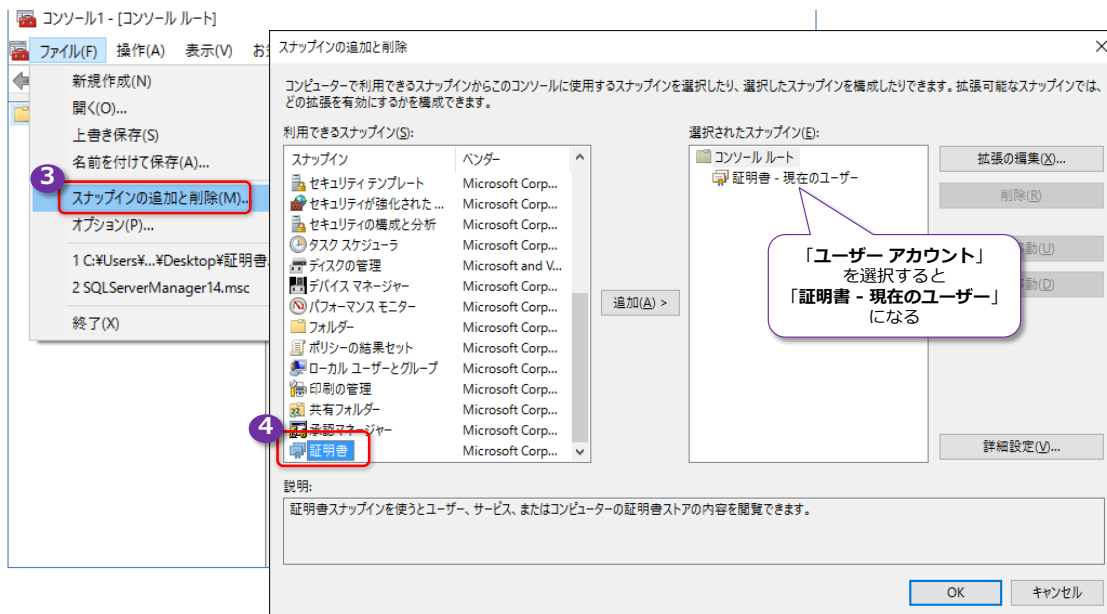 コンソール1 - [コンソール ルート]
ファイル(F) 操作(A) 表示(V) お
新規作成(N)
開く(O)...
上書き保存(S)
名前を付けて保存(A)...
3
スナップインの追加と削除(M)...
オプション(P)...
1 C:¥Users¥...¥Desktop¥証明書
2 SQLServerManager14.msc
終了(X)
スナップインの追加と削除
コンピューターで利用できるスナップインからこのコンソールに使用するスナップインを選択したり、選択したスナップインを構成したりできます。拡張可能なスナップインでは、
どの拡張を有効にするかを構成できます。
利用できるスナップイン(S):
スナップイン ベンダー
セキュリティ テンプレート Microsoft Corp...
セキュリティが強化された ... Microsoft Corp...
セキュリティの構成と分析 Microsoft Corp...
タスク スケジューラ Microsoft Corp...
ディスクの管理 Microsoft and V...
デバイス マネージャー Microsoft Corp...
パフォーマンス モニター Microsoft Corp...
フォルダー Microsoft Corp...
ポリシーの結果セット Microsoft Corp...
ローカル ユーザーとグループ Microsoft Corp...
印刷の管理 Microsoft Corp...
共有フォルダー Microsoft Corp...
承認マネージャー Microsoft Corp...
4
証明書 Microsoft Corp...
追加(A) >
選択されたスナップイン(E):
コンソール ルート
証明書 - 現在のユーザー
「ユーザー アカウント」
を選択すると
「証明書 - 現在のユーザー」
になる
拡張の編集(X)...
削除(R)
動(U)
動(D)
詳細設定(V)...
説明:
証明書スナップインを使うとユーザー、サービス、またはコンピューターの証明書ストアの内容を閲覧できます。
OK キャンセル